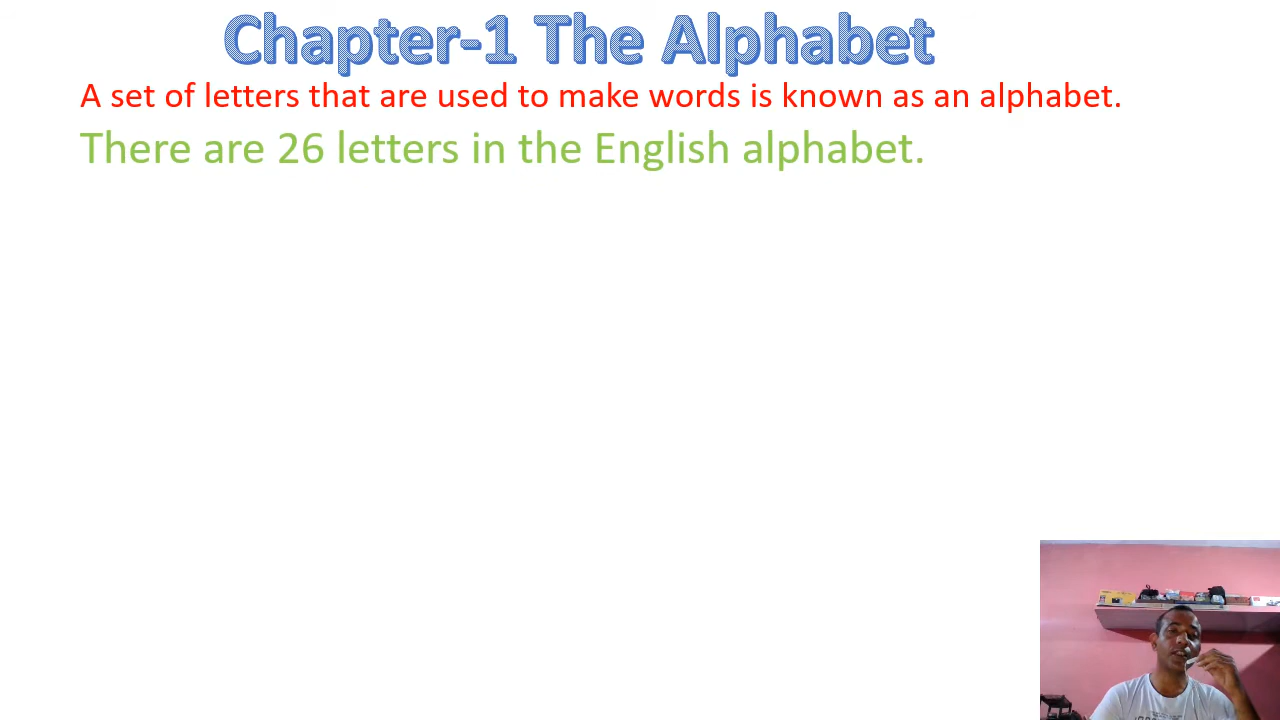 Chapter-1 The Alphabet
A set of letters that are used to make words is known as an alphabet.
There are 26 letters in the English alphabet.